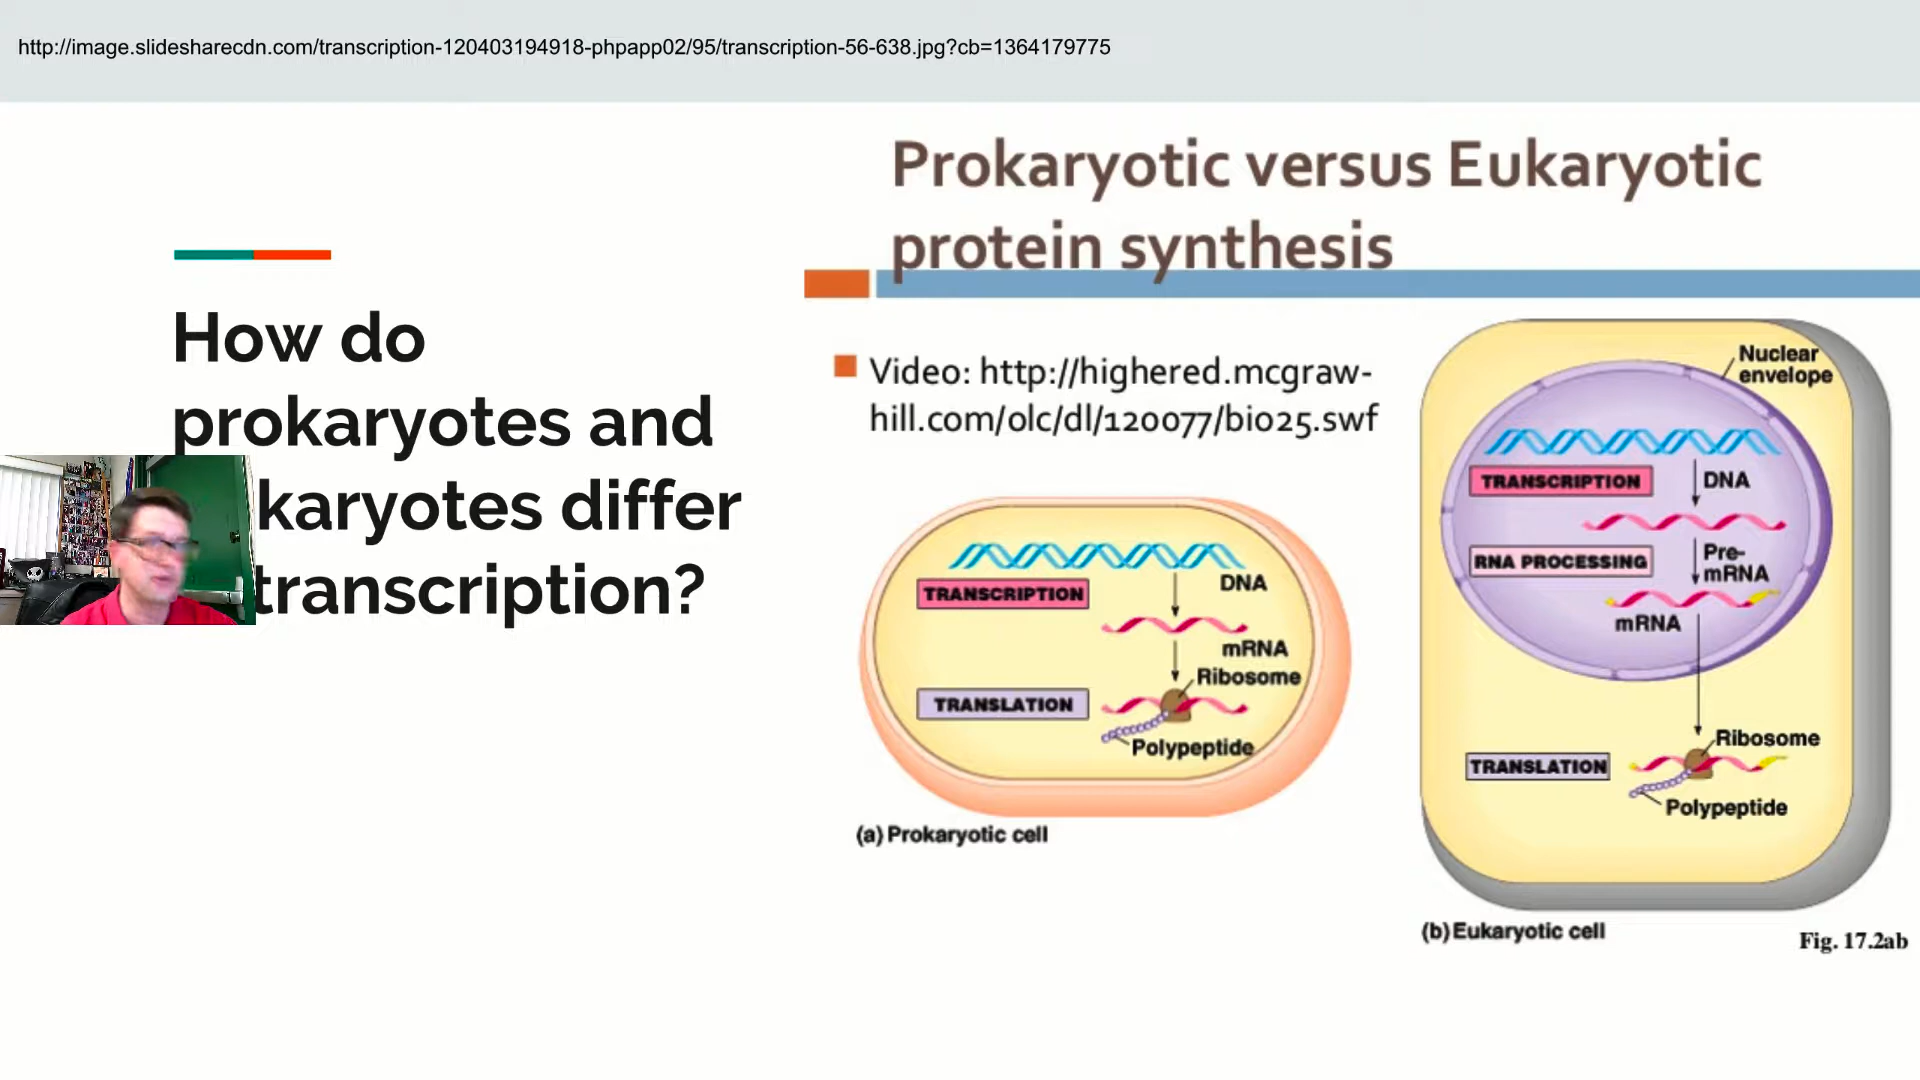 http://image.slidesharecdn.com/transcription-120403194918-phpapp02/95/transcription-56-638.jpg?cb=1364179775
How do
prokaryotes and
karyotes differ
transcription?
Prokaryotic versus Eukaryotic
protein synthesis
Video: http://highered.mcgraw-
hill.com/olc/dl/120077/bio25.swf
TRANSCRIPTION
DNA
mRNA
Ribosome
TRANSLATION
Polypeptide
(a) Prokaryotic cell
Nuclear
envelope
TRANSCRIPTION
DNA
RNA PROCESSING
Pre-
mRNA
mRNA
Ribosome
TRANSLATION
Polypeptide
(b) Eukaryotic cell
Fig. 17.2ab